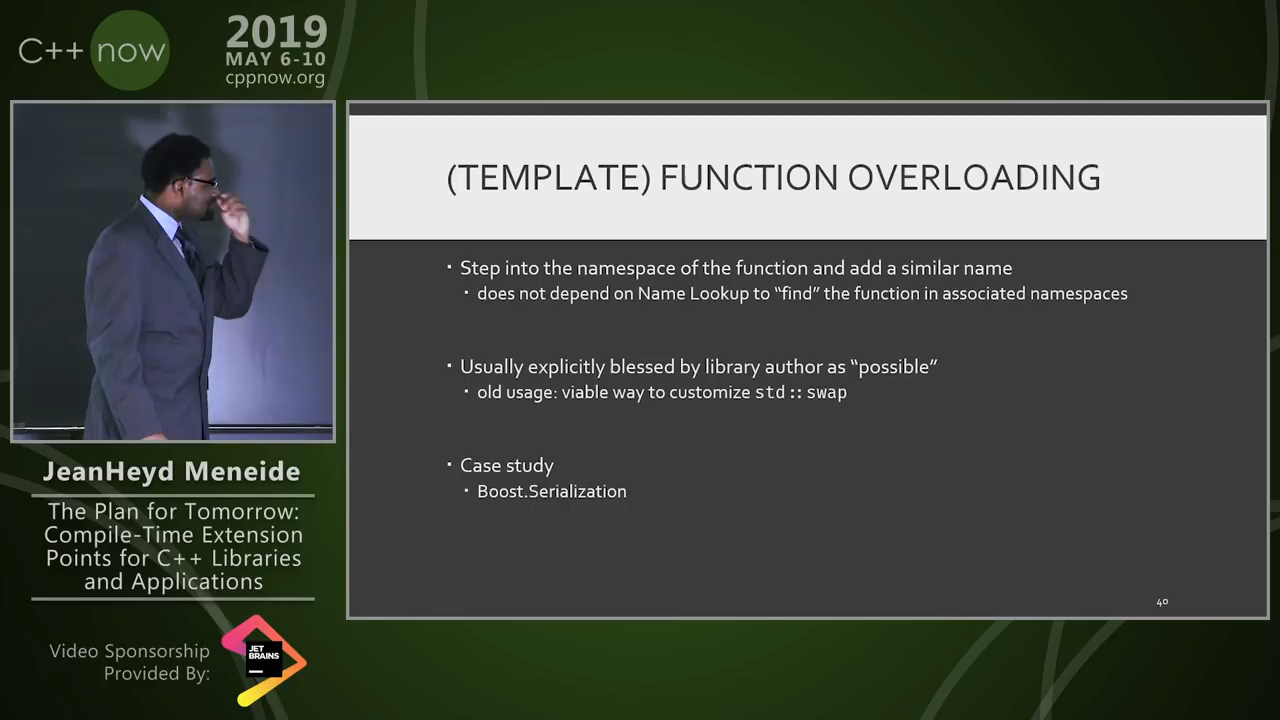 C++ now
2019
MAY 6-10
cppnow.org
(TEMPLATE) FUNCTION OVERLOADING
▪ Step into the namespace of the function and add a similar name
▪ does not depend on Name Lookup to “find” the function in associated namespaces
▪ Usually explicitly blessed by library author as “possible”
▪ old usage: viable way to customize std::swap
▪ Case study
▪ Boost.Serialization
40
JeanHeyd Meneide
The Plan for Tomorrow:
Compile-Time Extension
Points for C++ Libraries
and Applications
Video Sponsorship
Provided By:
JET
BRAINS